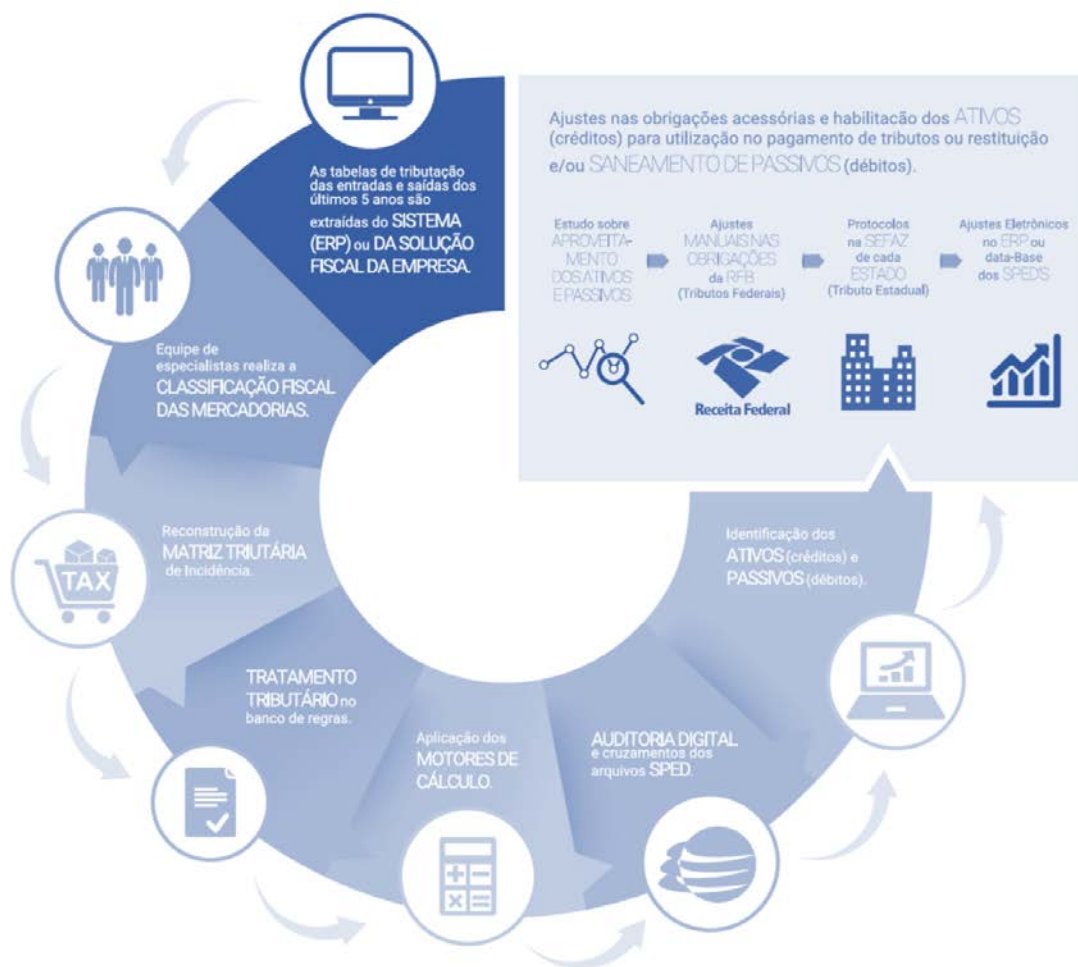 As tabelas de tributação
das entradas e saídas dos
últimos 5 anos são
extraídas do SISTEMA
(ERP) ou DA SOLUÇÃO
FISCAL DA EMPRESA.
Equipe de
especialistas realiza a
CLASSIFICAÇÃO FISCAL
DAS MERCADORIAS.
TAX
Reconstrução da
MATRIZ TRIUTÁRIA
de Incidência.
TRATAMENTO
TRIBUTÁRIO no
banco de regras.
Aplicação dos
MOTORES DE
CÁLCULO.
AUDITORIA DIGITAL
e cruzamentos dos
arquivos SPED.
Identificação dos
ATIVOS (créditos) e
PASSIVOS (débitos).
Ajustes nas obrigações acessórias e habilitacão dos ATIVOS
(créditos) para utilização no pagamento de tributos ou restituição
e/ou SANEAMENTO DE PASSIVOS (débitos).
Estudo sobre
APROVEITA-
MENTO
DOS ATIVOS
E PASSIVOS
Ajustes
MANUAIS NAS
OBRIGAÇÕES
da RFB
(Tributos Federais)
Receita Federal
Protocolos
na SEFAZ
de cada
ESTADO
(Tributo Estadual)
Ajustes Eletrônicos
no ERP ou
data-Base
dos SPED'S